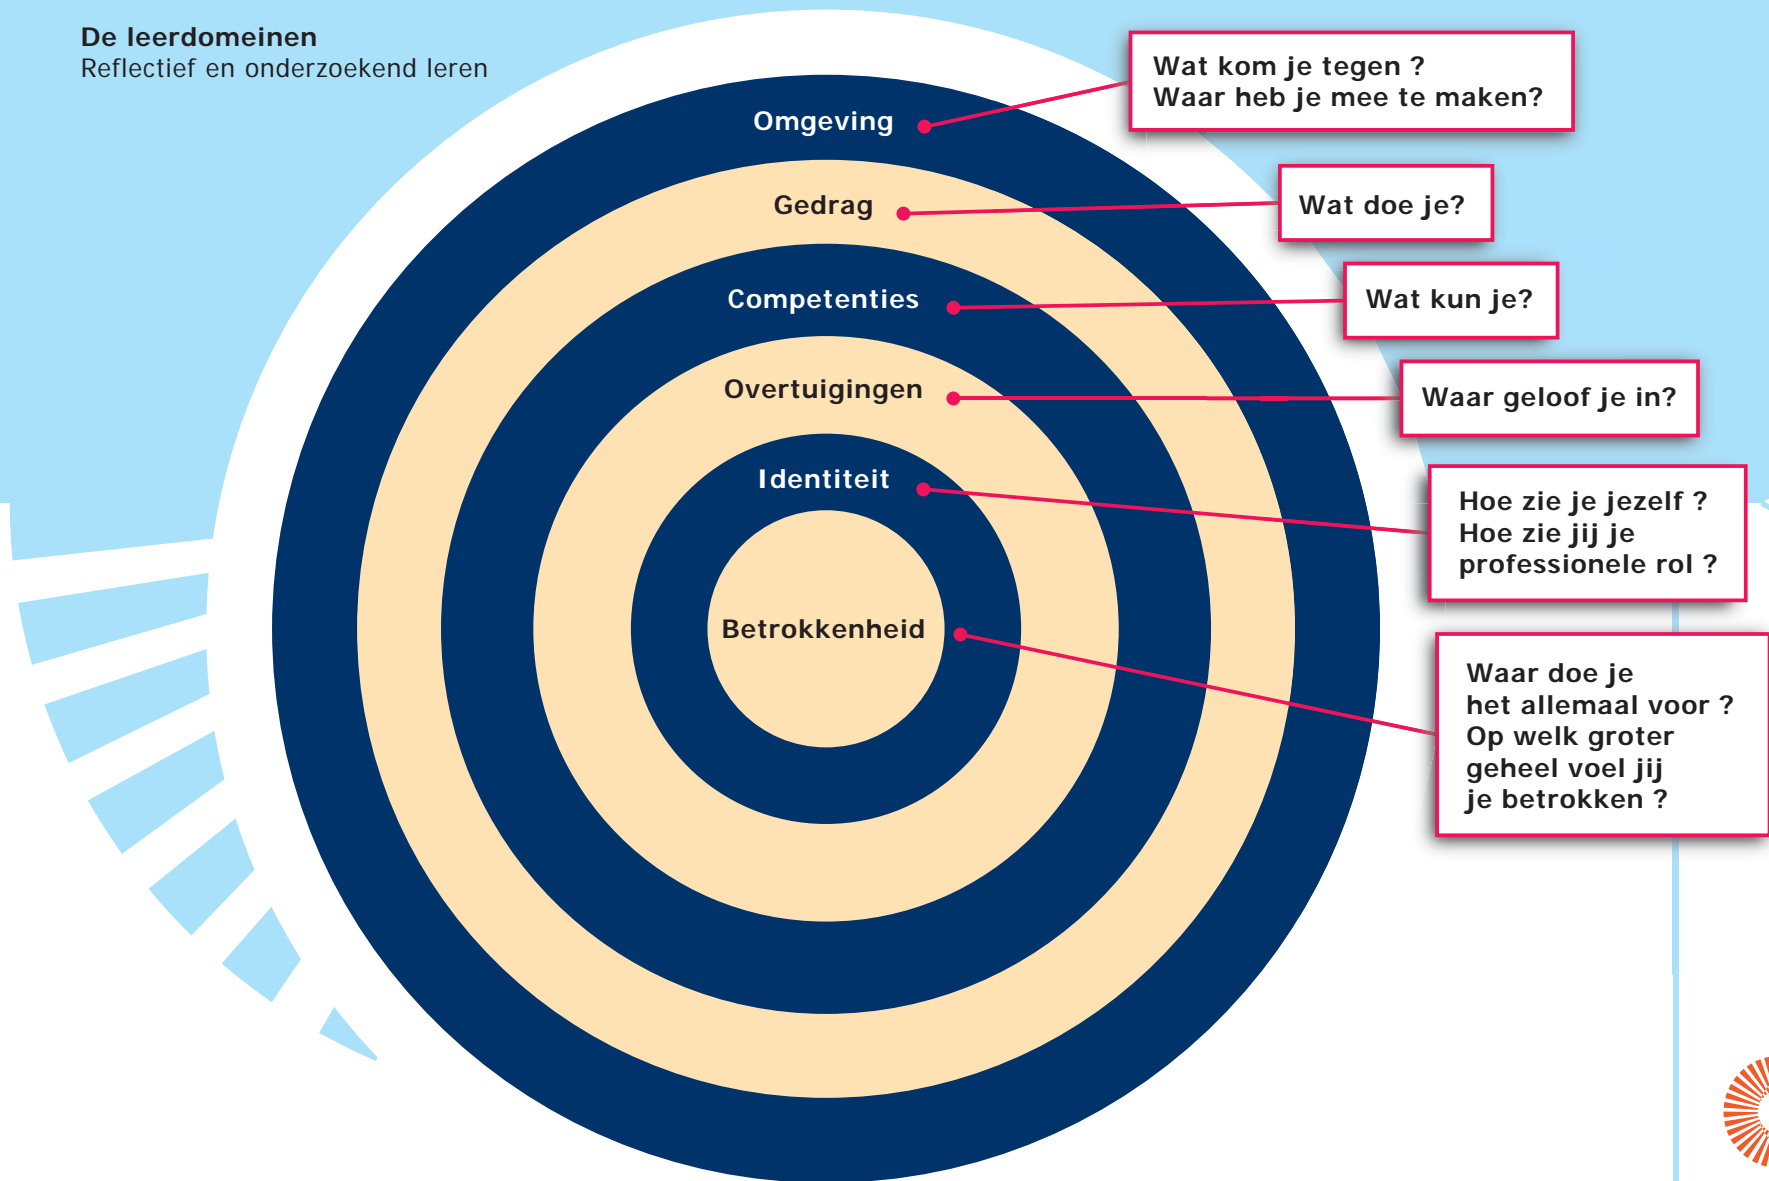 De leerdomeinen
Reflectief en onderzoekend leren
Omgeving
Wat kom je tegen ?
Waar heb je mee te maken?
Gedrag
Wat doe je?
Competenties
Wat kun je?
Overtuigingen
Waar geloof je in?
Identiteit
Hoe zie je jezelf ?
Hoe zie jij je
professionele rol ?
Betrokkenheid
Waar doe je
het allemaal voor ?
Op welk groter
geheel voel jij
je betrokken ?